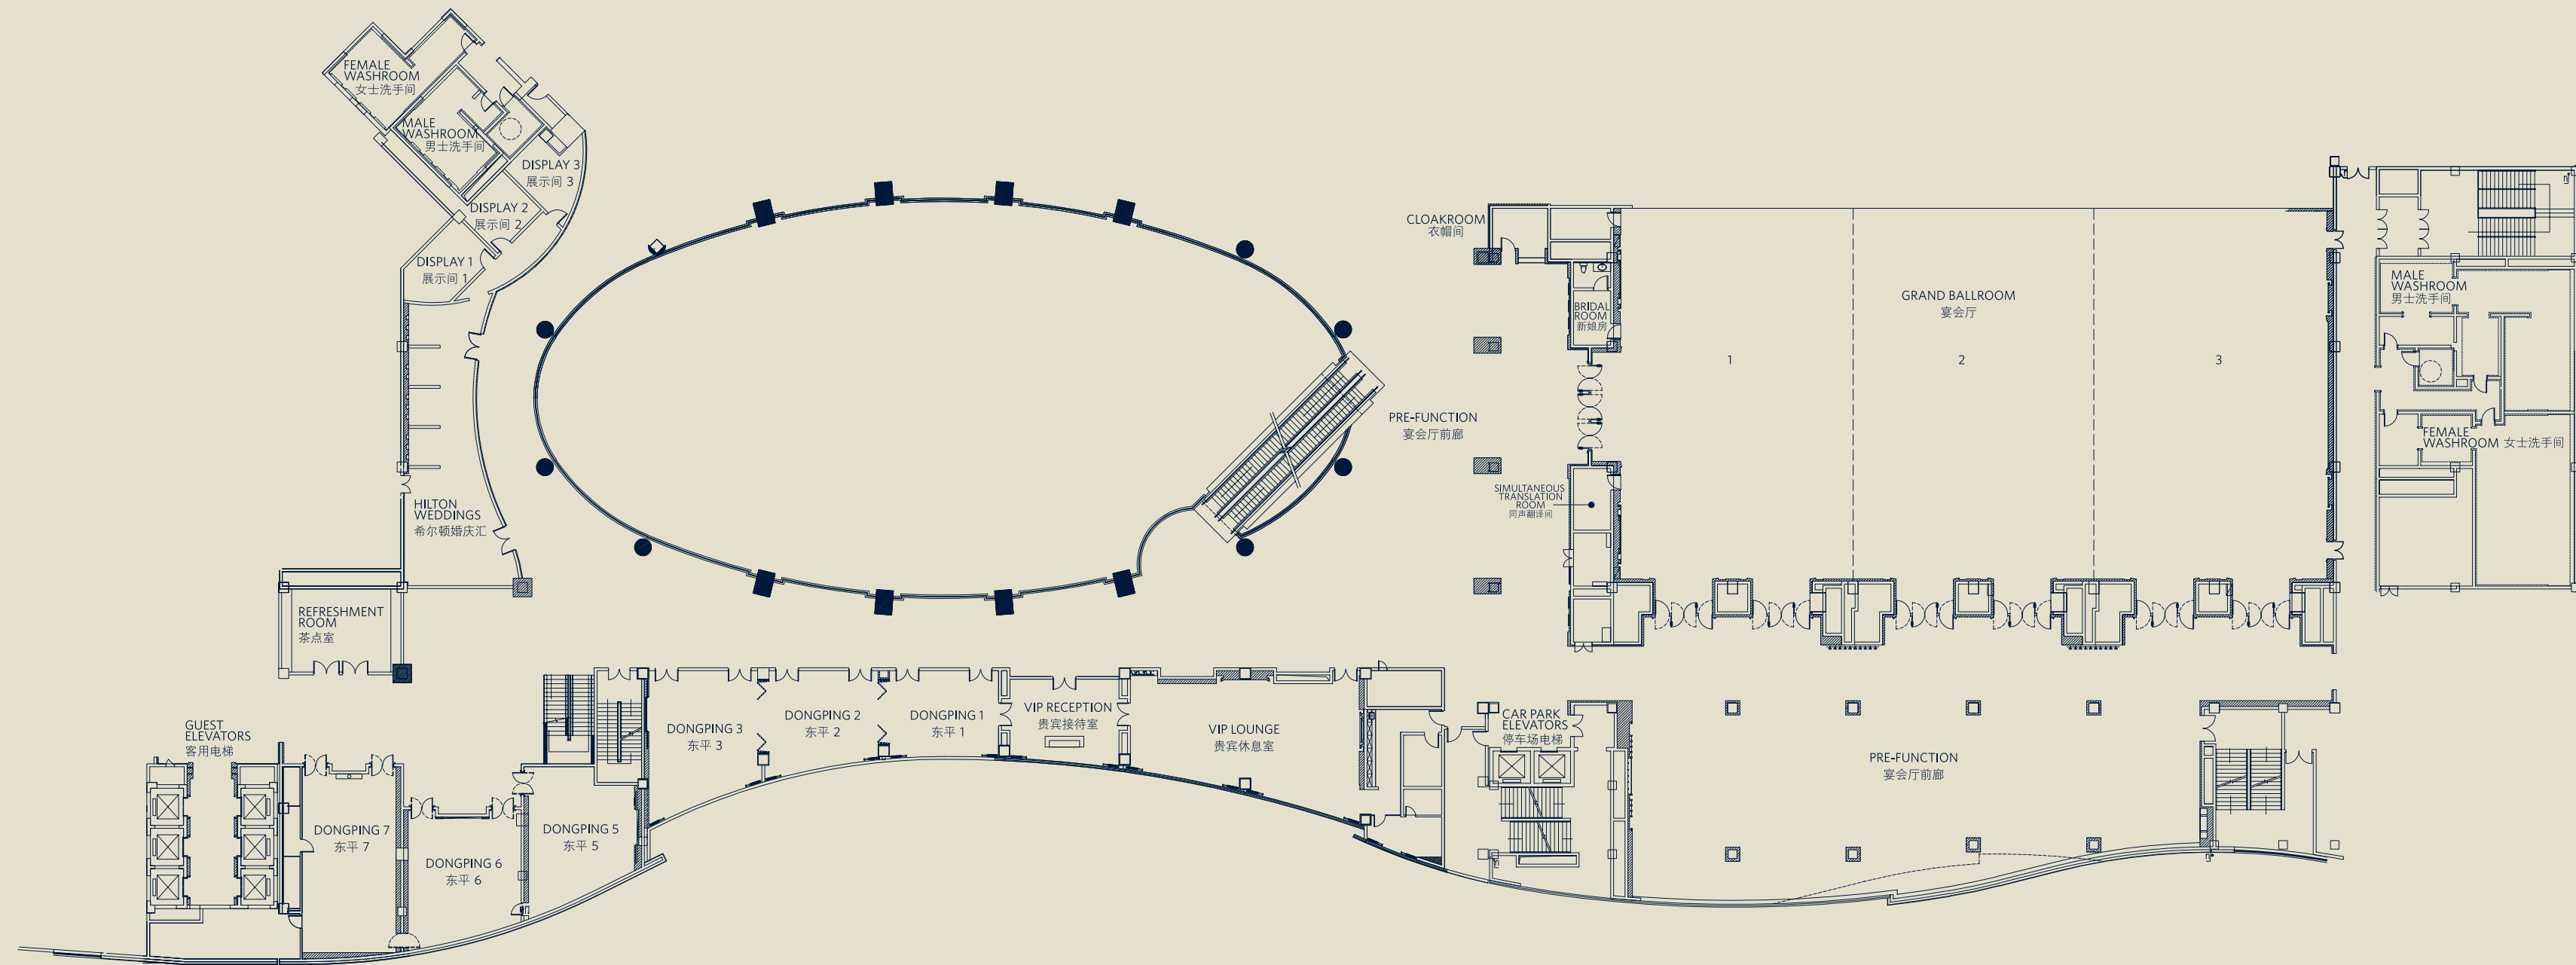 FEMALE
WASHROOM
女士洗手间
MALE
WASHROOM
男士洗手间
DISPLAY 3
展示间 3
DISPLAY 2
展示间 2
DISPLAY 1
展示间 1
HILTON
WEDDINGS
希尔顿婚庆汇
REFRESHMENT
ROOM
茶点室
GUEST
ELEVATORS
客用电梯
DONGPING 7
东平 7
DONGPING 6
东平 6
DONGPING 5
东平 5
DONGPING 3
东平 3
DONGPING 2
东平 2
DONGPING 1
东平 1
VIP RECEPTION
贵宾接待室
VIP LOUNGE
贵宾休息室
CAR PARK
ELEVATORS
停车场电梯
PRE-FUNCTION
宴会厅前廊
CLOAKROOM
衣帽间
BRIDAL
ROOM
新娘房
PRE-FUNCTION
宴会厅前廊
SIMULTANEOUS
TRANSLATION
ROOM
同声翻译间
GRAND BALLROOM
宴会厅
1
2
3
MALE
WASHROOM
男士洗手间
FEMALE
WASHROOM 女士洗手间